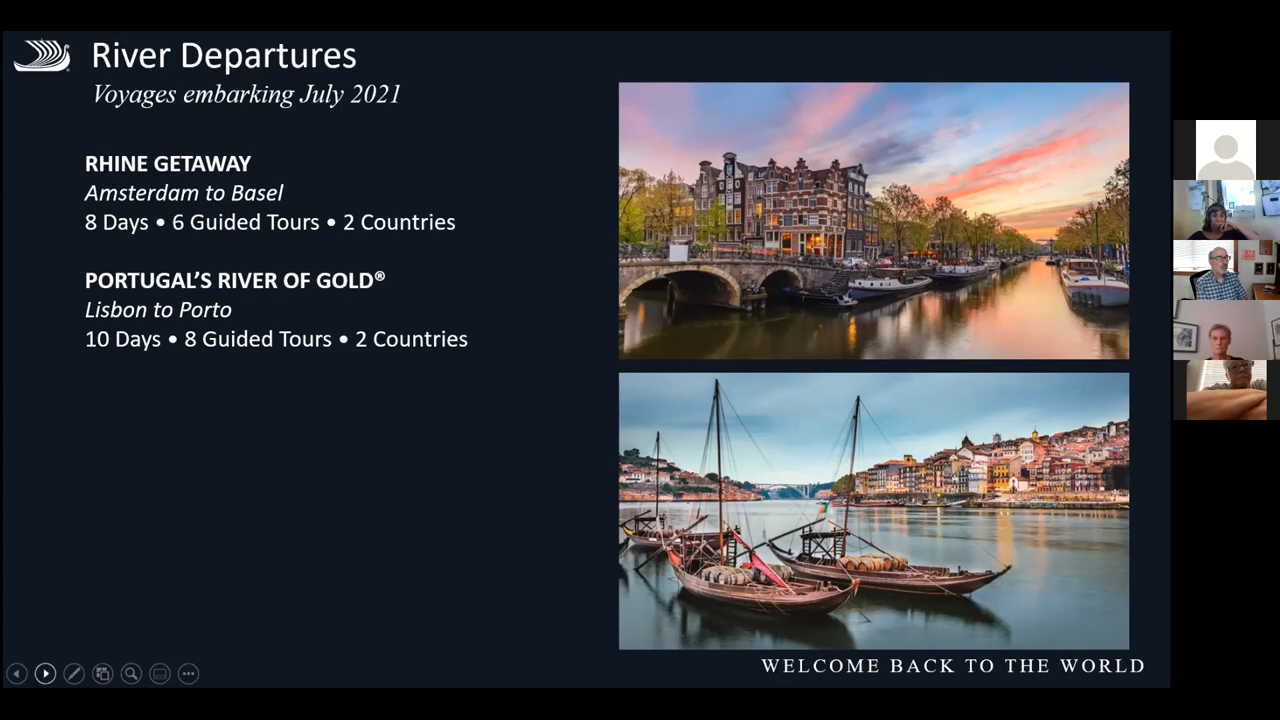 River Departures
Voyages embarking July 2021
RHINE GETAWAY
Amsterdam to Basel
8 Days • 6 Guided Tours • 2 Countries
PORTUGAL’S RIVER OF GOLD®
Lisbon to Porto
10 Days • 8 Guided Tours • 2 Countries
WELCOME BACK TO THE WORLD